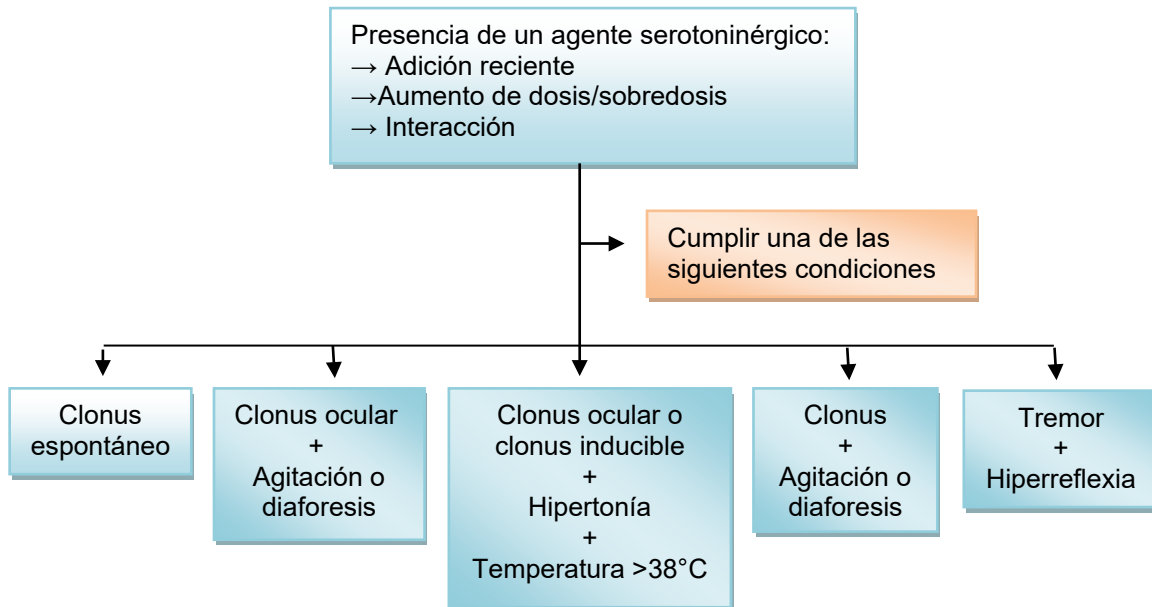 Presencia de un agente serotoninérgico:
→ Adición reciente
→Aumento de dosis/sobredosis
→ Interacción
Cumplir una de las
siguientes condiciones
Clonus
espontáneo
Clonus ocular
+
Agitación o
diaforesis
Clonus ocular o
clonus inducible
+
Hipertonía
+
Temperatura >38°C
Clonus
+
Agitación o
diaforesis
Tremor
+
Hiperreflexia